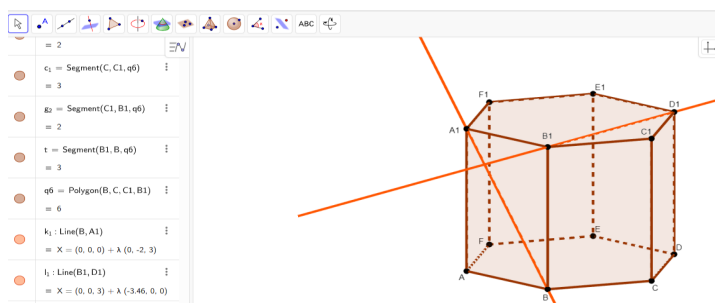 ABC
= 2
c₁ = Segment(C, C1, q6)
= 3
g₂ = Segment(C1, B1, q6)
= 2
t = Segment(B1, B, q6)
= 3
q6 = Polygon(B, C, C1, B1)
= 6
k₁ : Line(B, A1)
= X = (0, 0, 0) + λ (0, -2, 3)
l₁ : Line(B1, D1)
= X = (0, 0, 3) + λ (-3.46, 0, 0)
E1
F1
D1
A1
B1
C1
F
E
D
A
B
C